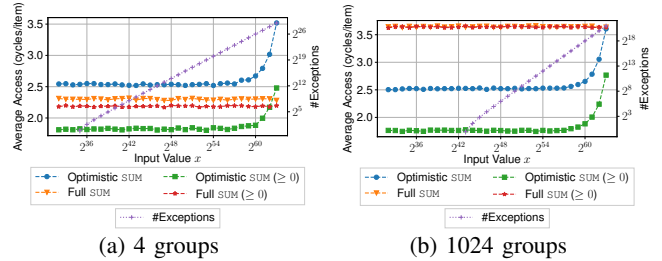 Average Access (cycles/item)
3.5
3.0
2.5
2.0
2^26
2^19
2^12
2^5
#Exceptions
2^36 2^42 2^48 2^54 2^60
Input Value x
Optimistic SUM
Optimistic SUM (≥ 0)
Full SUM
Full SUM (≥ 0)
#Exceptions
(a) 4 groups
Average Access (cycles/item)
3.5
3.0
2.5
2.0
2^18
2^13
2^8
2^3
#Exceptions
2^36 2^42 2^48 2^54 2^60
Input Value x
Optimistic SUM
Optimistic SUM (≥ 0)
Full SUM
Full SUM (≥ 0)
#Exceptions
(b) 1024 groups